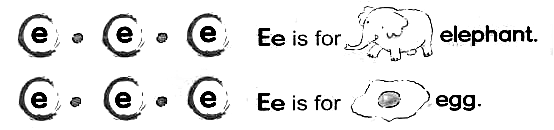 e • e • e Ee is for elephant.
e • e • e Ee is for egg.